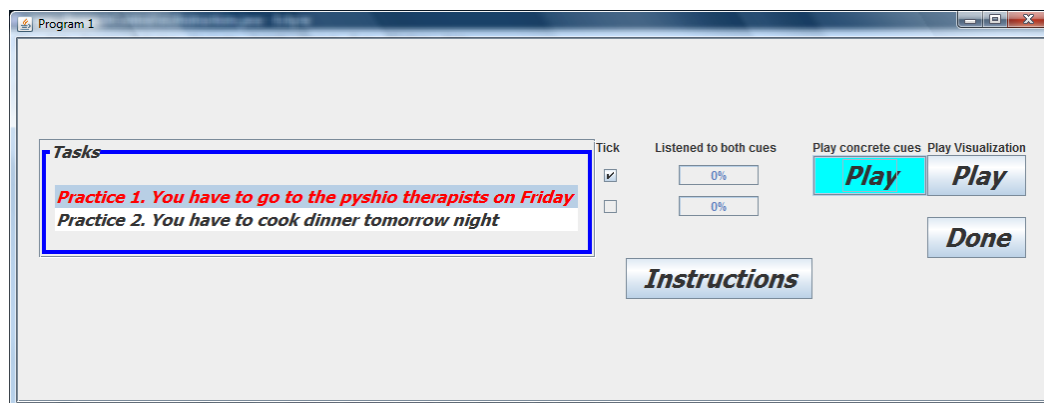 Program 1
Tasks
Tick Listened to both cues Play concrete cues Play Visualization
Practice 1. You have to go to the pyshio therapists on Friday 0% Play Play
Practice 2. You have to cook dinner tomorrow night 0%
Done
Instructions